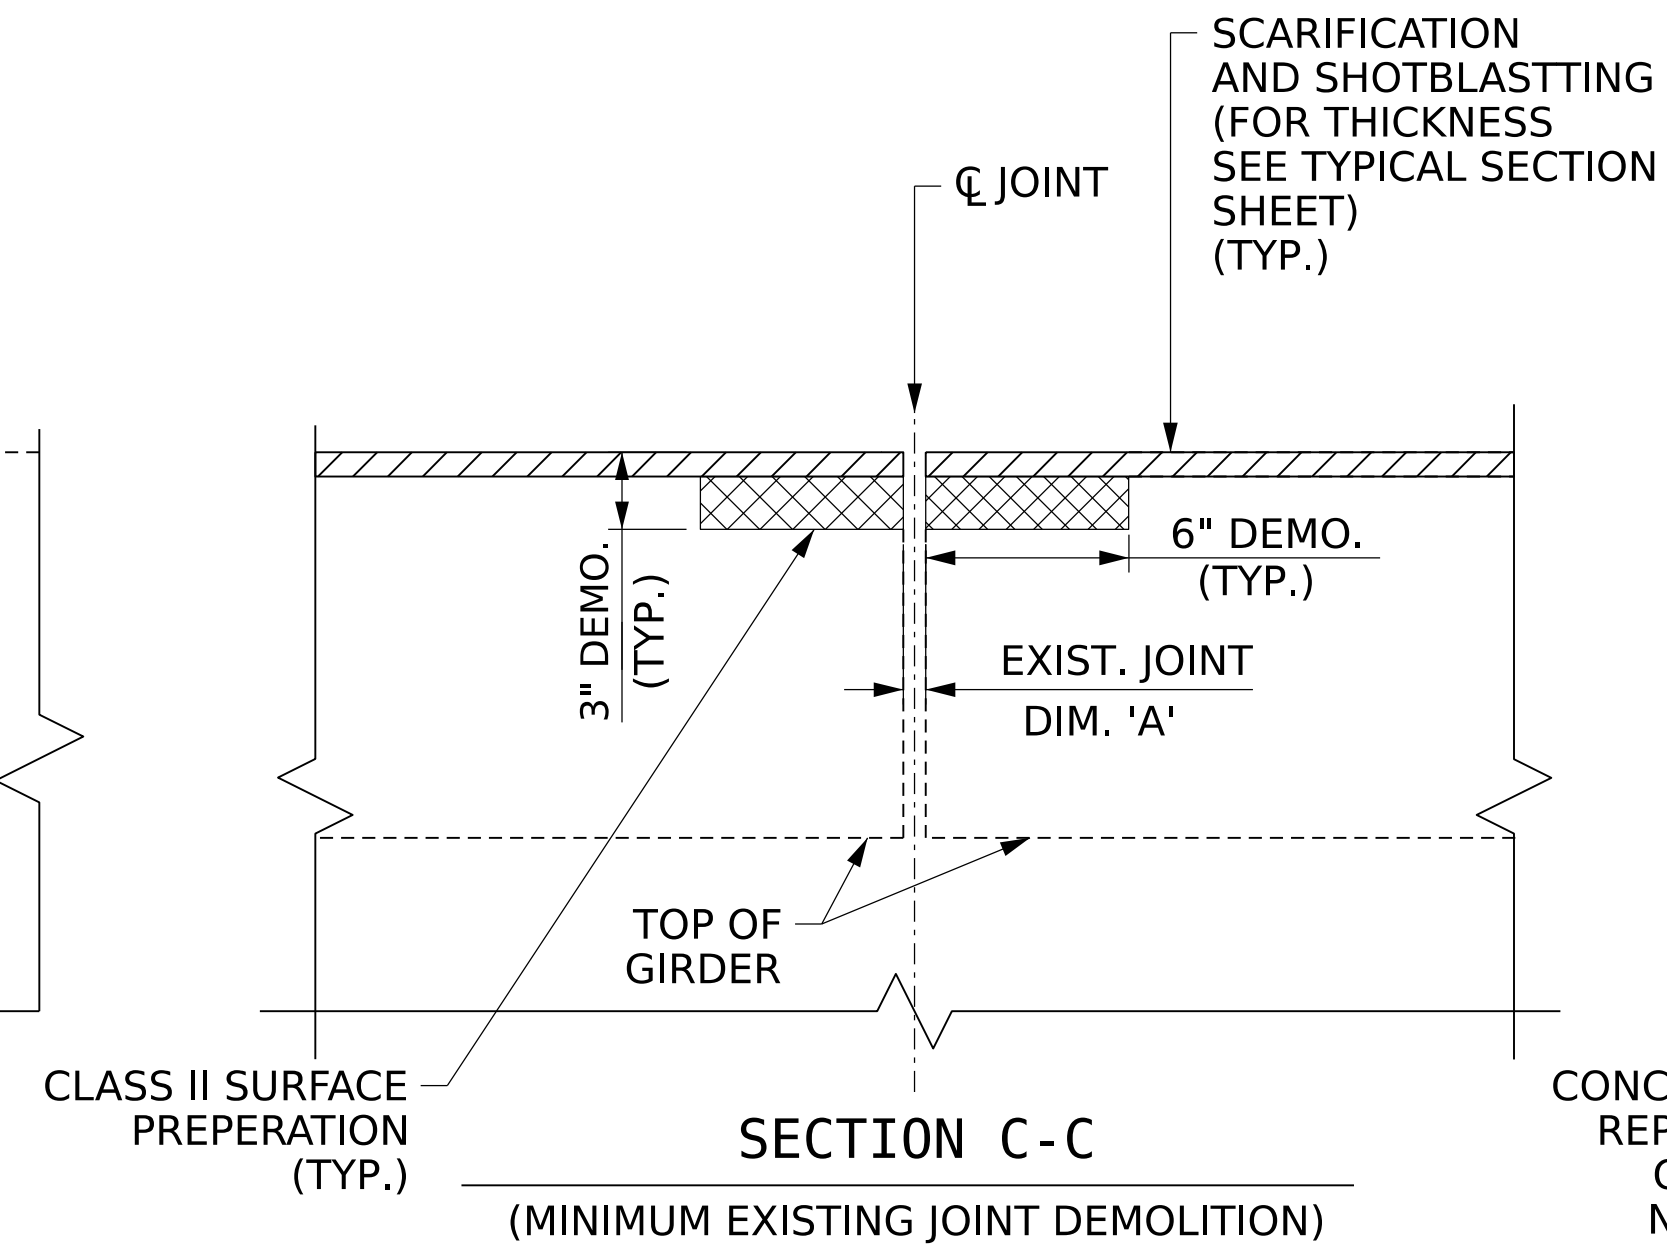 SCARIFICATION
AND SHOTBLASTTING
(FOR THICKNESS
SEE TYPICAL SECTION
SHEET)
(TYP.)
℄ JOINT
6" DEMO.
(TYP.)
3" DEMO.
(TYP.)
EXIST. JOINT
DIM. 'A'
TOP OF
GIRDER
CLASS II SURFACE
PREPERATION
(TYP.)
SECTION C-C
(MINIMUM EXISTING JOINT DEMOLITION)